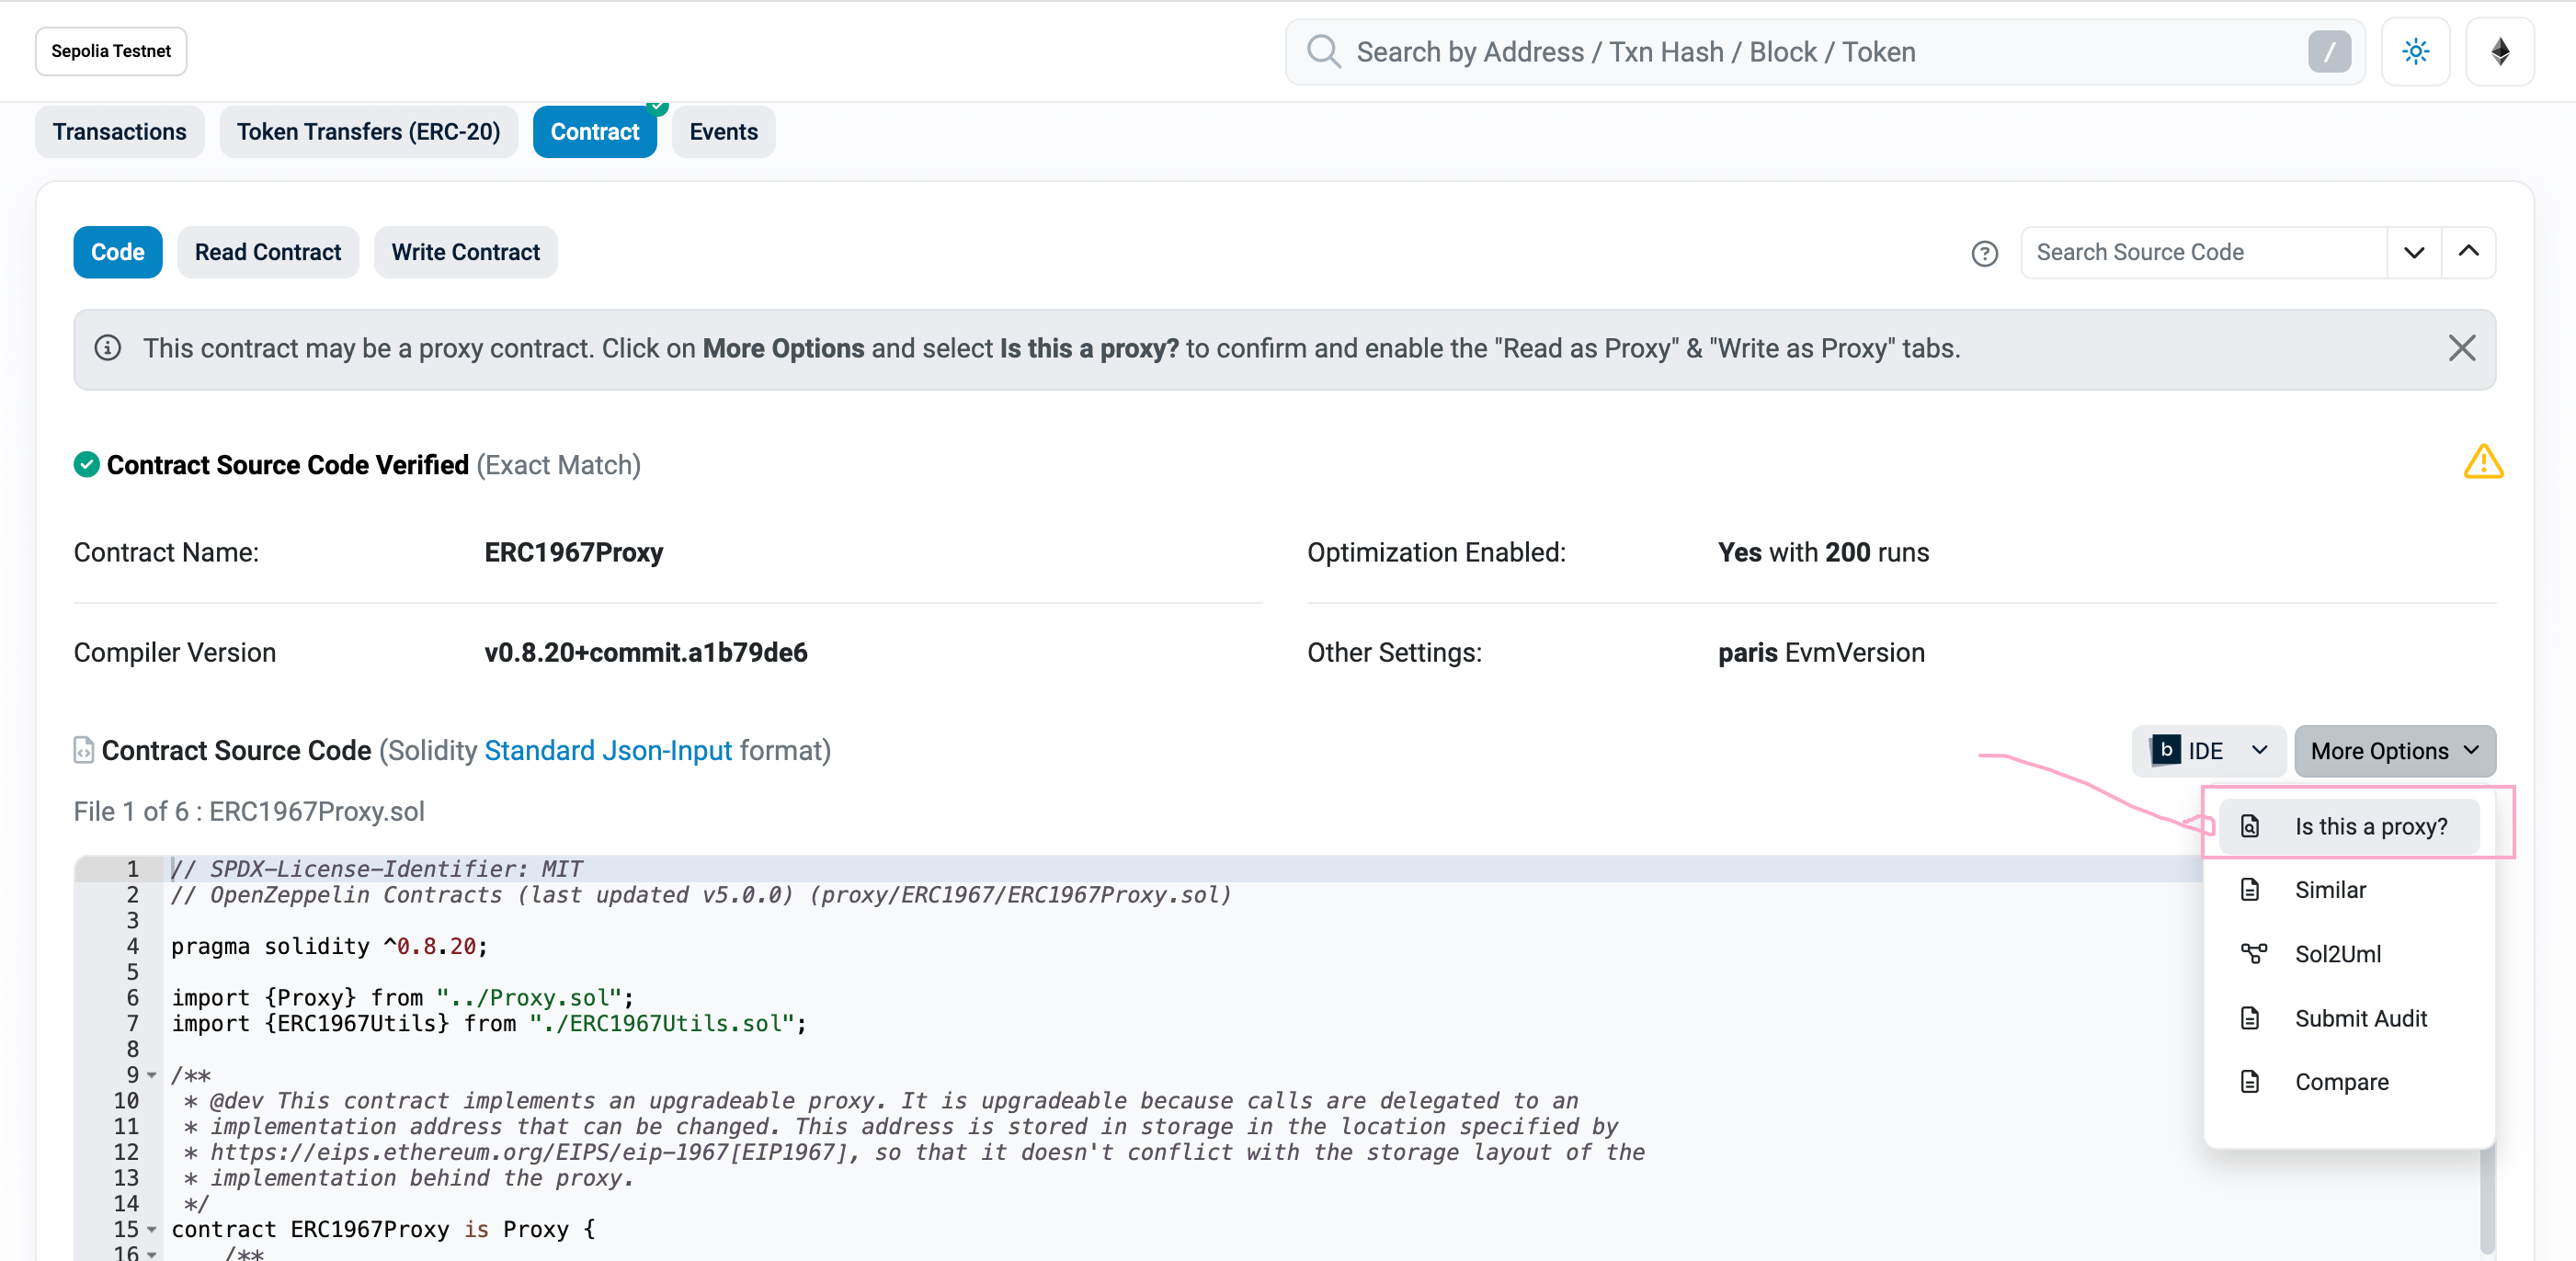 Sepolia Testnet
Search by Address / Txn Hash / Block / Token
/
Transactions
Token Transfers (ERC-20)
Contract
Events
Code
Read Contract
Write Contract
Search Source Code
This contract may be a proxy contract. Click on More Options and select Is this a proxy? to confirm and enable the "Read as Proxy" & "Write as Proxy" tabs.
Contract Source Code Verified (Exact Match)
Contract Name:
ERC1967Proxy
Optimization Enabled:
Yes with 200 runs
Compiler Version
v0.8.20+commit.a1b79de6
Other Settings:
paris EvmVersion
Contract Source Code (Solidity Standard Json-Input format)
b IDE
More Options
Is this a proxy?
Similar
Sol2Uml
Submit Audit
Compare
File 1 of 6 : ERC1967Proxy.sol
1 // SPDX-License-Identifier: MIT
2 // OpenZeppelin Contracts (last updated v5.0.0) (proxy/ERC1967/ERC1967Proxy.sol)
3
4 pragma solidity ^0.8.20;
5
6 import {Proxy} from "../Proxy.sol";
7 import {ERC1967Utils} from "./ERC1967Utils.sol";
8
9 /**
10 * @dev This contract implements an upgradeable proxy. It is upgradeable because calls are delegated to an
11 * implementation address that can be changed. This address is stored in storage in the location specified by
12 * https://eips.ethereum.org/EIPS/eip-1967[EIP1967], so that it doesn't conflict with the storage layout of the
13 * implementation behind the proxy.
14 */
15 contract ERC1967Proxy is Proxy {
16 /**